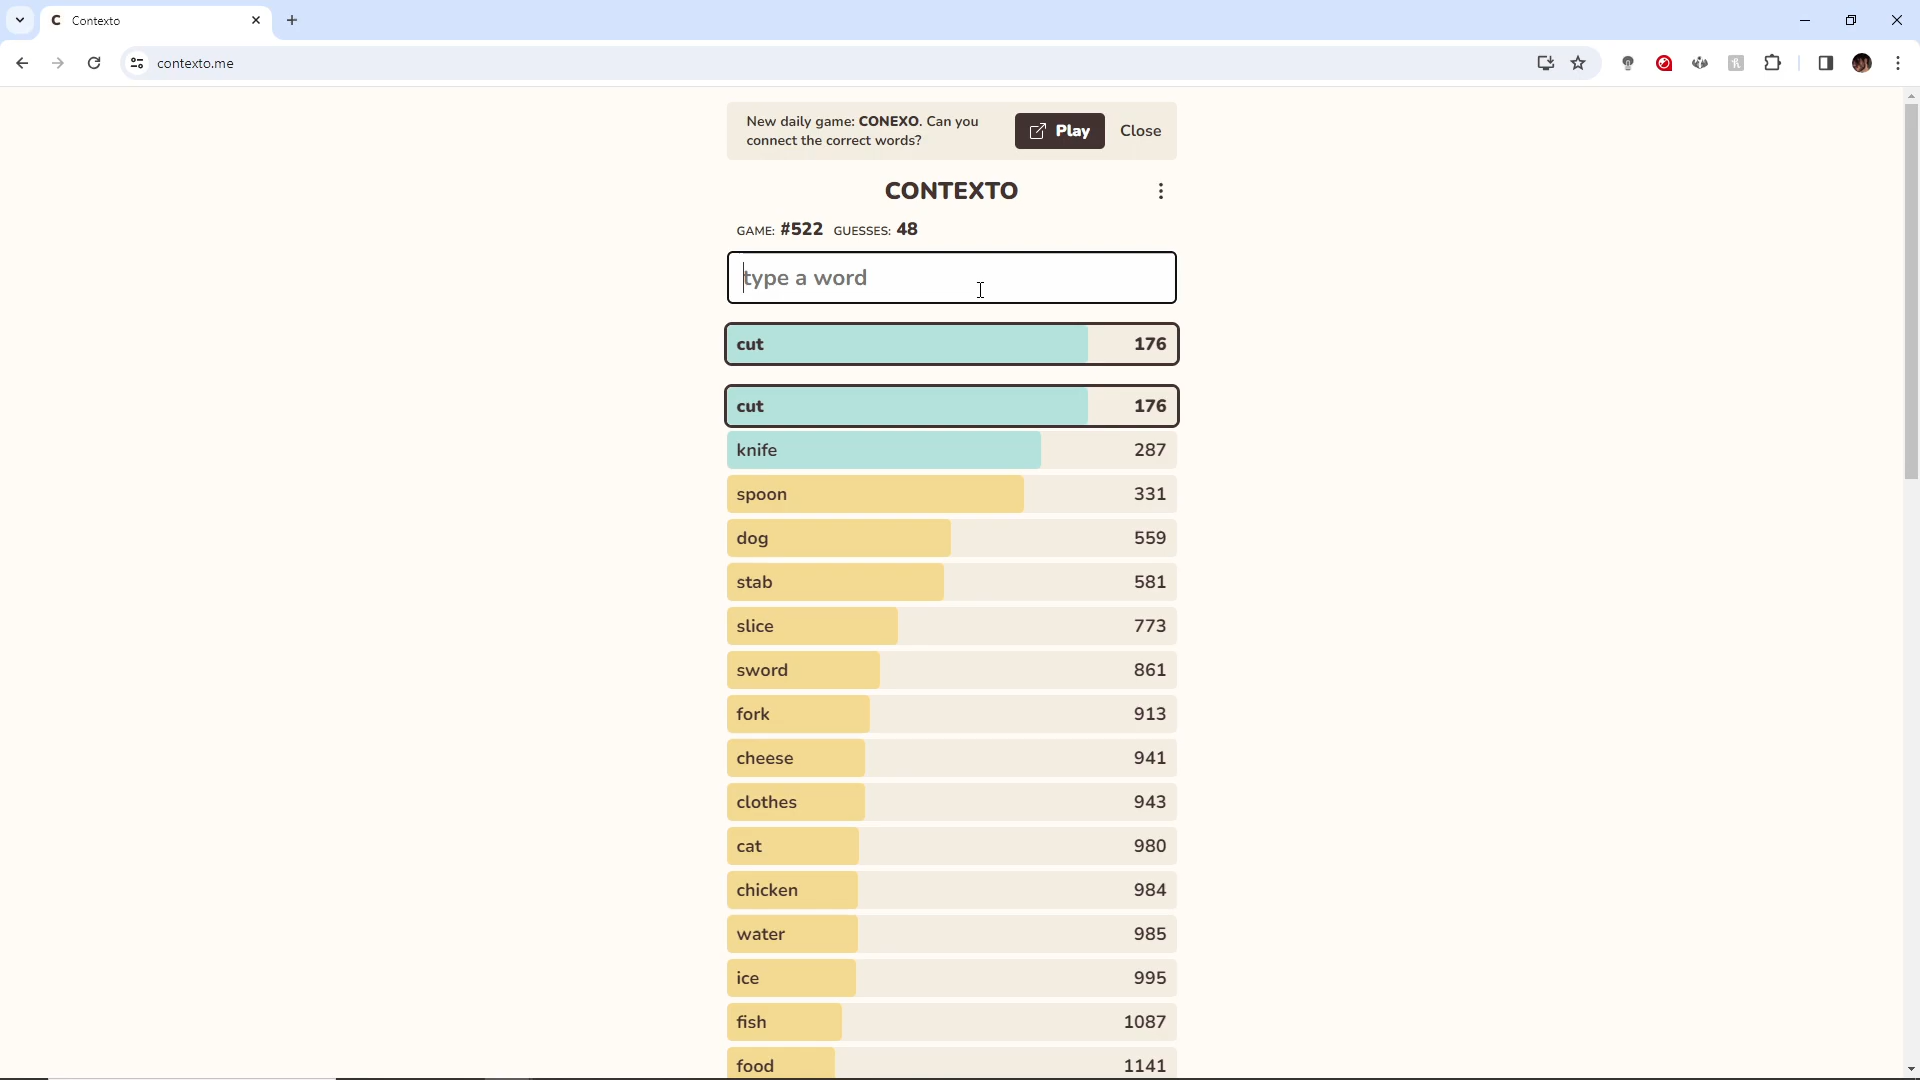 Contexto
contexto.me
New daily game: CONEXO. Can you
connect the correct words?
Play
Close
CONTEXTO
GAME: #522 GUESSES: 48
type a word
cut 176
cut 176
knife 287
spoon 331
dog 559
stab 581
slice 773
sword 861
fork 913
cheese 941
clothes 943
cat 980
chicken 984
water 985
ice 995
fish 1087
food 1141